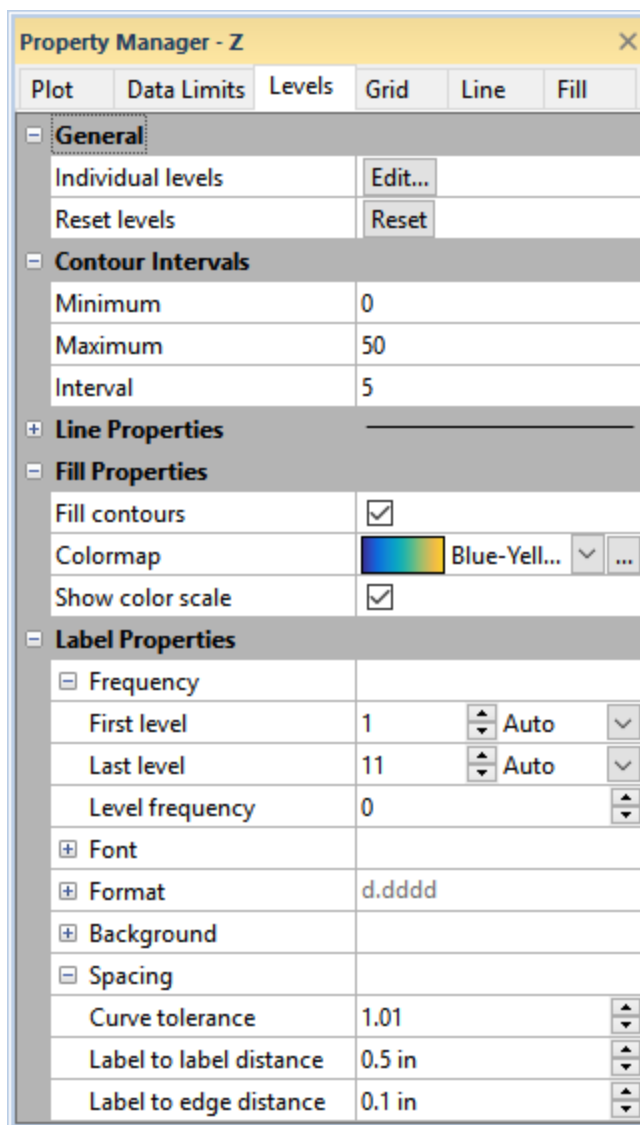 Property Manager - Z
Plot Data Limits Levels Grid Line Fill
General
Individual levels Edit...
Reset levels Reset
Contour Intervals
Minimum 0
Maximum 50
Interval 5
Line Properties
Fill Properties
Fill contours
Colormap Blue-Yell... ...
Show color scale
Label Properties
Frequency
First level 1 Auto
Last level 11 Auto
Level frequency 0
Font
Format d.dddd
Background
Spacing
Curve tolerance 1.01
Label to label distance 0.5 in
Label to edge distance 0.1 in